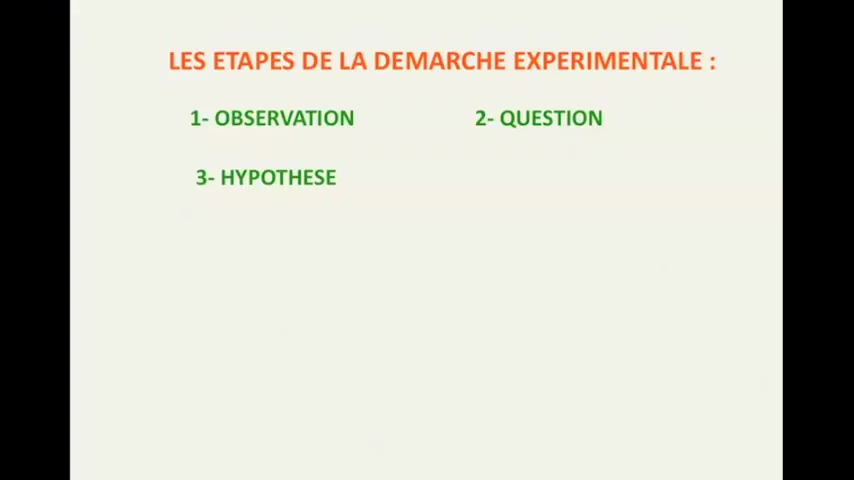 LES ETAPES DE LA DEMARCHE EXPERIMENTALE :
1- OBSERVATION 2- QUESTION
3- HYPOTHESE